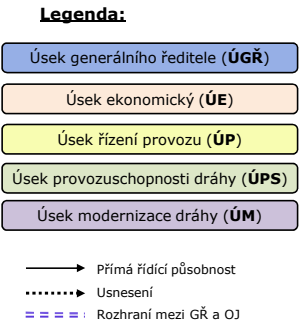 Legenda:
Úsek generálního ředitele (ÚGŘ)
Úsek ekonomický (ÚE)
Úsek řízení provozu (ÚP)
Úsek provozuschopnosti dráhy (ÚPS)
Úsek modernizace dráhy (ÚM)
Přímá řídící působnost
Usnesení
Rozhraní mezi GŘ a OJ